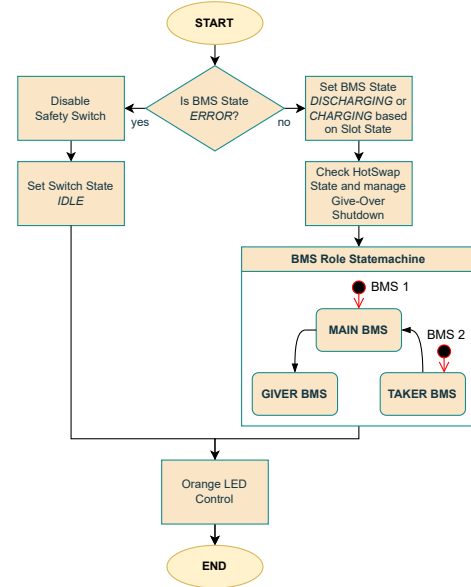 START
Is BMS State
ERROR?
yes
no
Disable
Safety Switch
Set Switch State
IDLE
Set BMS State
DISCHARGING or
CHARGING based
on Slot State
Check HotSwap
State and manage
Give-Over
Shutdown
BMS Role Statemachine
BMS 1
MAIN BMS
BMS 2
GIVER BMS
TAKER BMS
Orange LED
Control
END